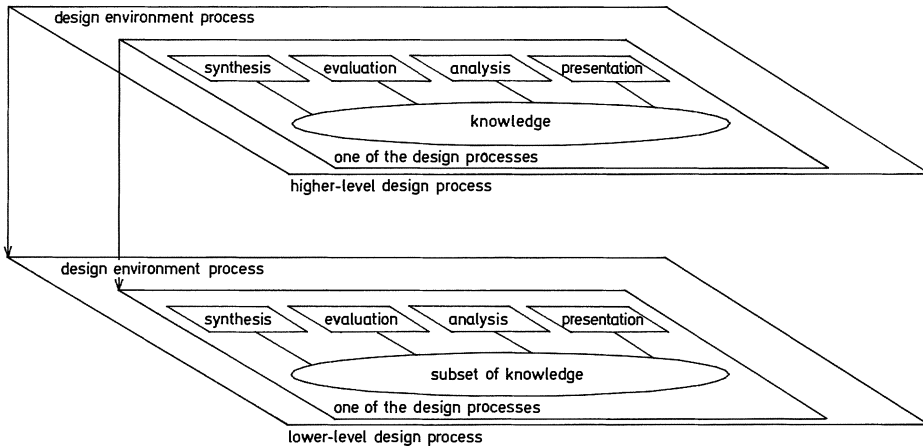 design environment process
synthesis evaluation analysis presentation
knowledge
one of the design processes
higher-level design process
design environment process
synthesis evaluation analysis presentation
subset of knowledge
one of the design processes
lower-level design process